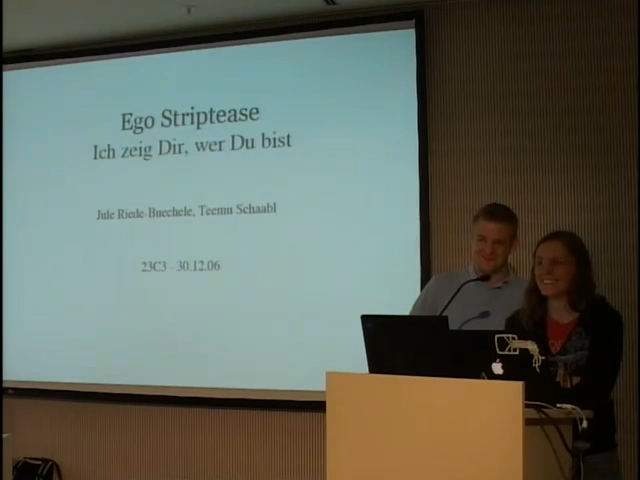 Ego Striptease
Ich zeig Dir, wer Du bist
Jule Riede-Buechele, Teemu Schaabl
23C3 - 30.12.06